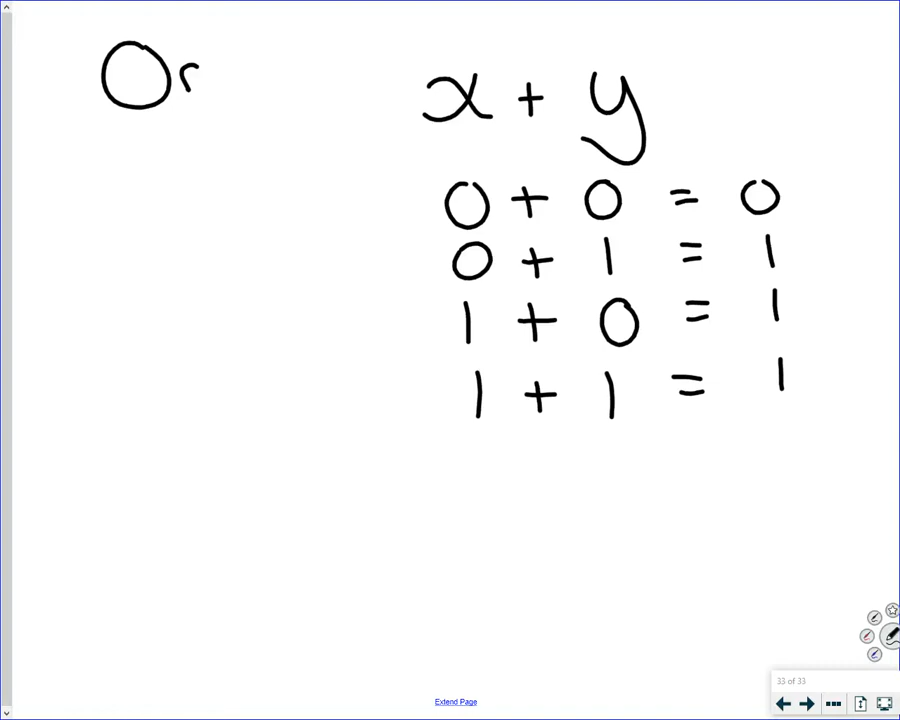 Or
x + y
0 + 0 = 0
0 + 1 = 1
1 + 0 = 1
1 + 1 = 1
33 of 33
Extend Page